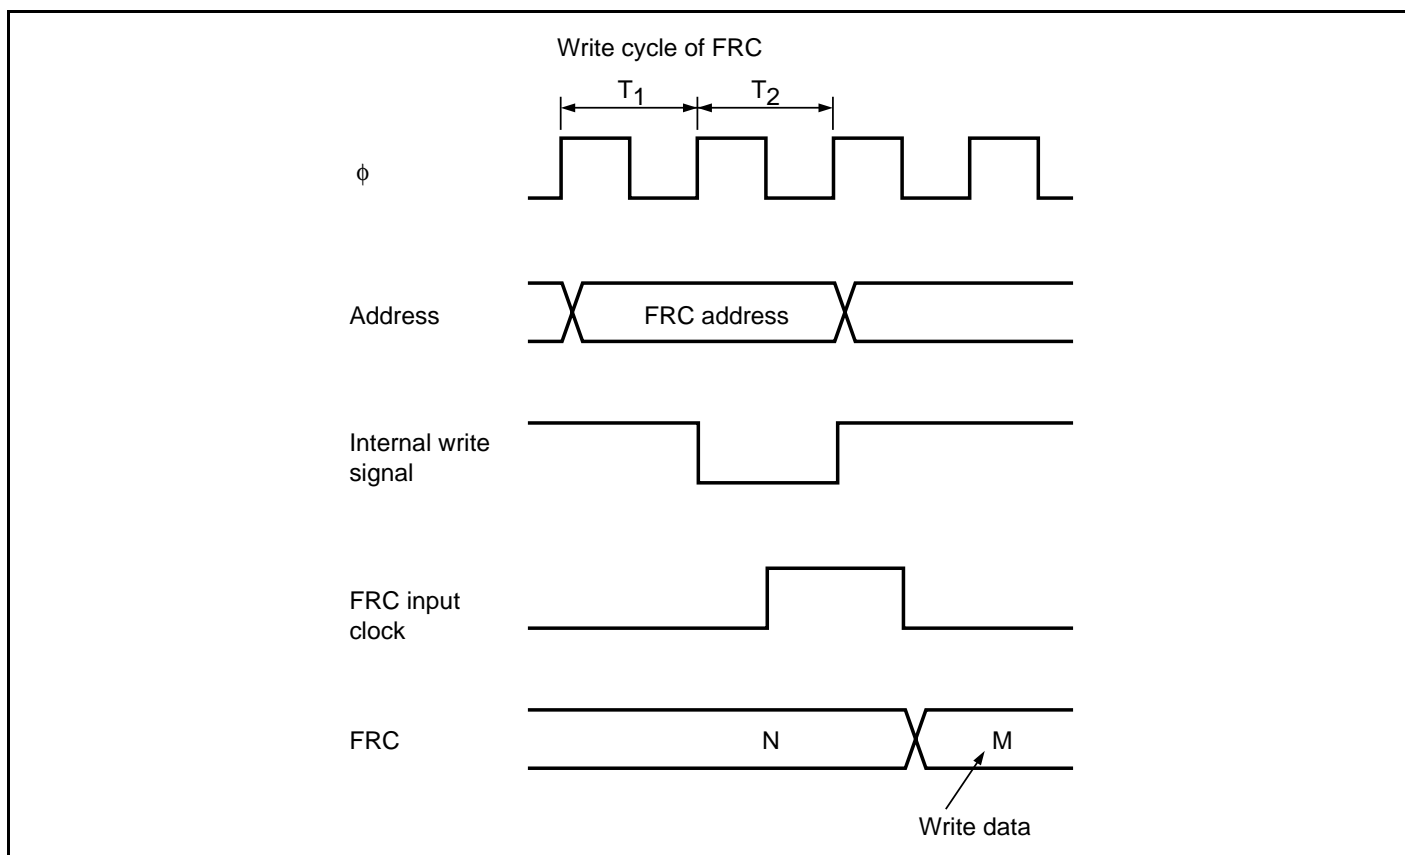 Write cycle of FRC
T1
T2
ϕ
Address
FRC address
Internal write
signal
FRC input
clock
FRC
N
M
Write data